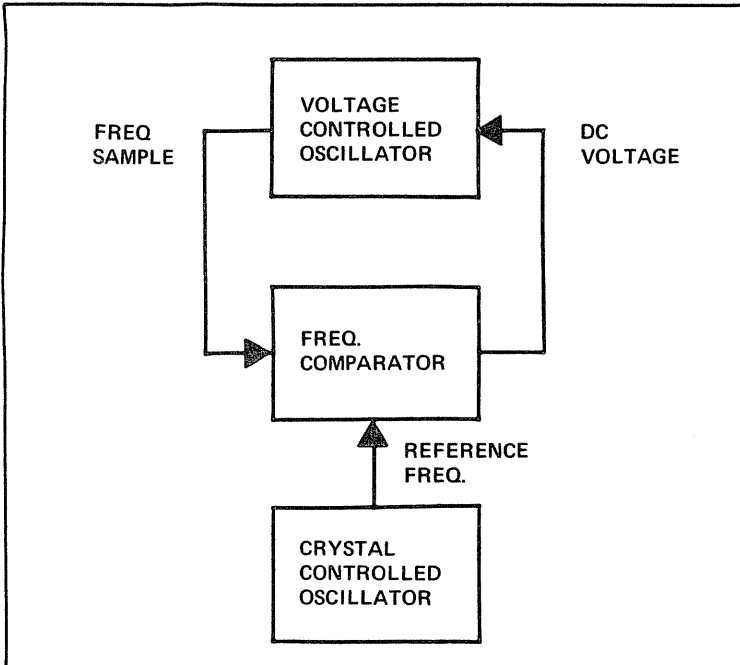 VOLTAGE
CONTROLLED
OSCILLATOR
FREQ
SAMPLE
DC
VOLTAGE
FREQ.
COMPARATOR
REFERENCE
FREQ.
CRYSTAL
CONTROLLED
OSCILLATOR